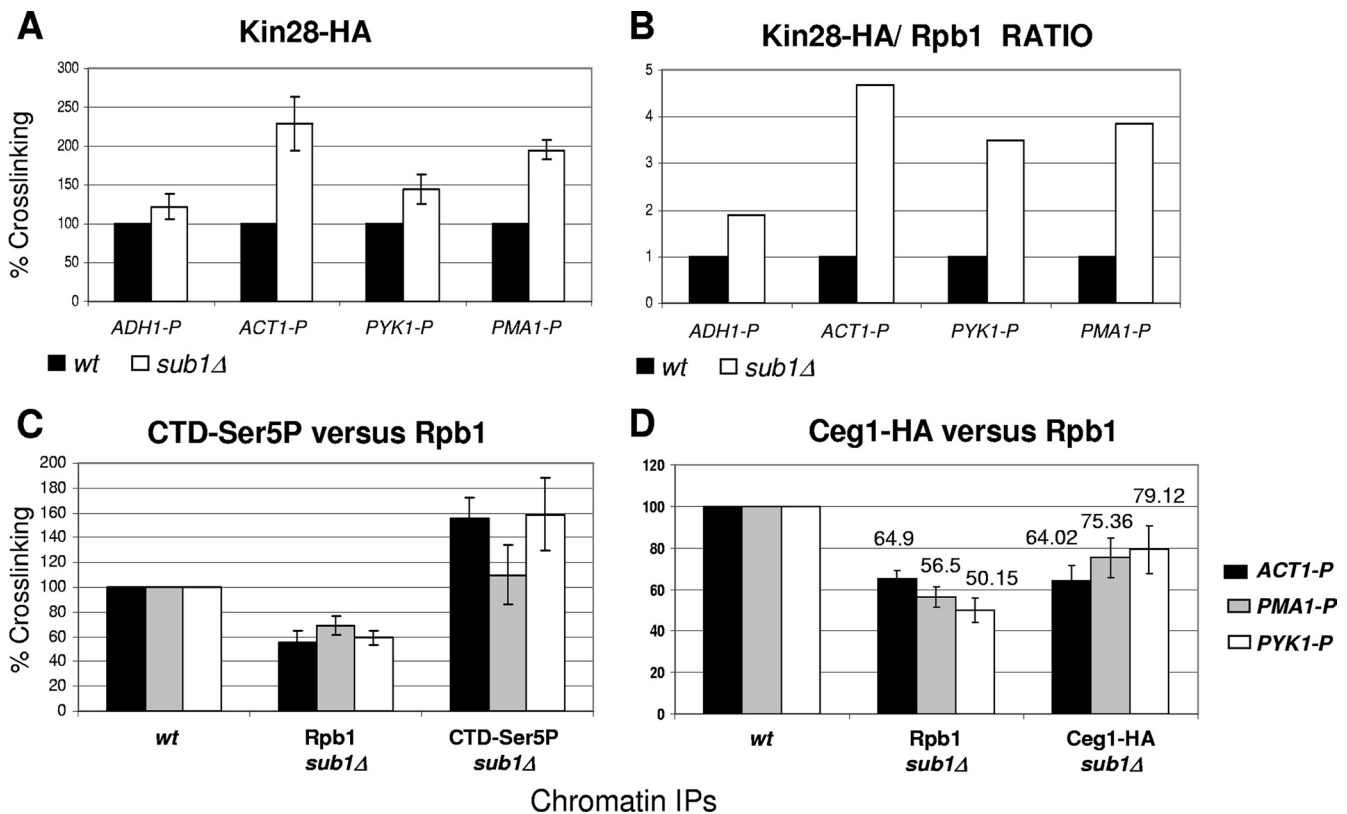 A
Kin28-HA
% Crosslinking
300
250
200
150
100
50
0
ADH1-P ACT1-P PYK1-P PMA1-P
wt sub1Δ
B
Kin28-HA/ Rpb1 RATIO
5
4
3
2
1
0
ADH1-P ACT1-P PYK1-P PMA1-P
wt sub1Δ
C
CTD-Ser5P versus Rpb1
% Crosslinking
200
180
160
140
120
100
80
60
40
20
0
wt Rpb1 CTD-Ser5P
sub1Δ sub1Δ
D
Ceg1-HA versus Rpb1
120
100
80
60
40
20
0
64.9
56.5
50.15
64.02
75.36
79.12
wt Rpb1 Ceg1-HA
sub1Δ sub1Δ
ACT1-P
PMA1-P
PYK1-P
Chromatin IPs